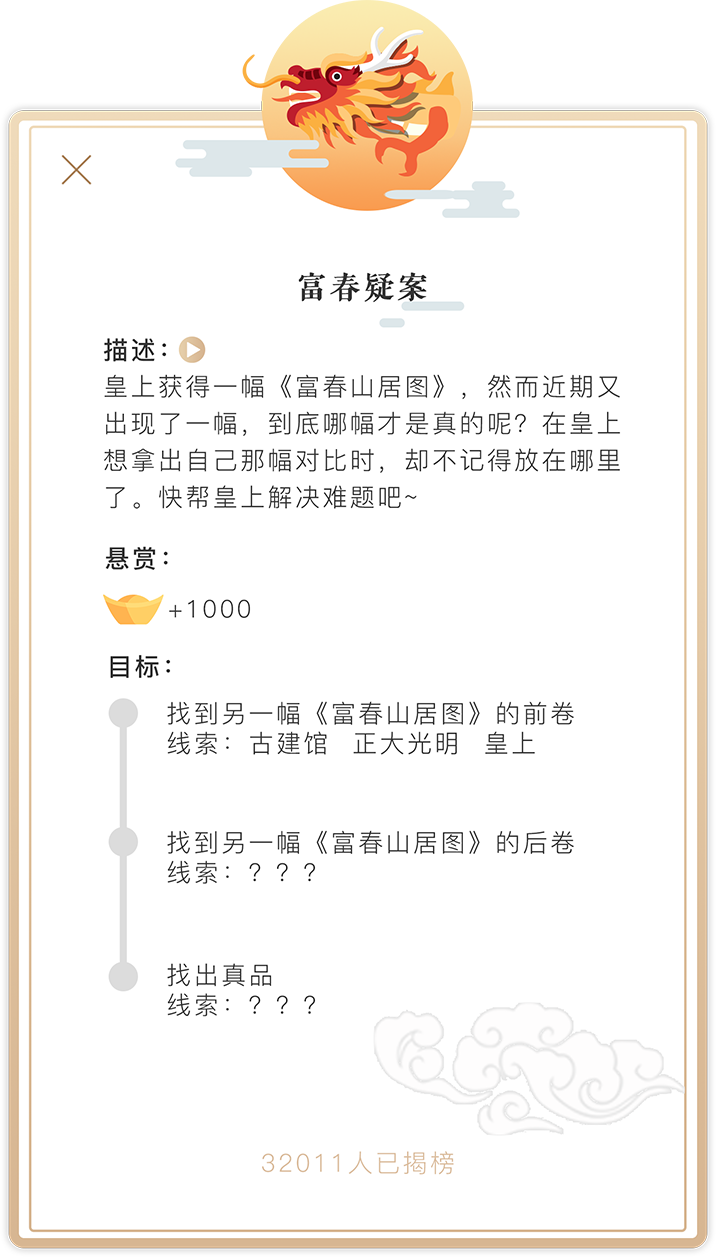 富春疑案
描述：
皇上获得一幅《富春山居图》，然而近期又
出现了一幅，到底哪幅才是真的呢？在皇上
想拿出自己那幅对比时，却不记得放在哪里
了。快帮皇上解决难题吧~
悬赏：
+1000
目标：
找到另一幅《富春山居图》的前卷
线索：古建馆 正大光明 皇上
找到另一幅《富春山居图》的后卷
线索：？？？
找出真品
线索：？？？
32011人已揭榜